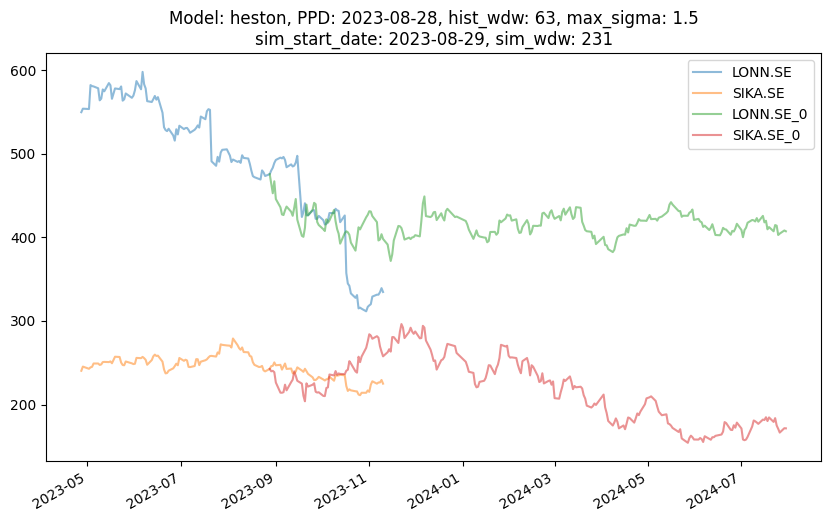 Model: heston, PPD: 2023-08-28, hist_wdw: 63, max_sigma: 1.5
sim_start_date: 2023-08-29, sim_wdw: 231
LONN.SE
SIKA.SE
LONN.SE_0
SIKA.SE_0
600
500
400
300
200
2023-05
2023-07
2023-09
2023-11
2024-01
2024-03
2024-05
2024-07